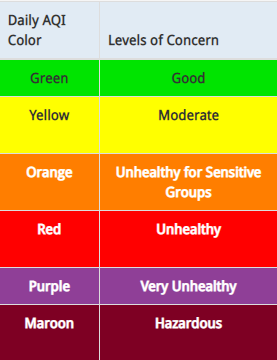 Daily AQI
Color
Levels of Concern
Green
Good
Yellow
Moderate
Orange
Unhealthy for Sensitive
Groups
Red
Unhealthy
Purple
Very Unhealthy
Maroon
Hazardous